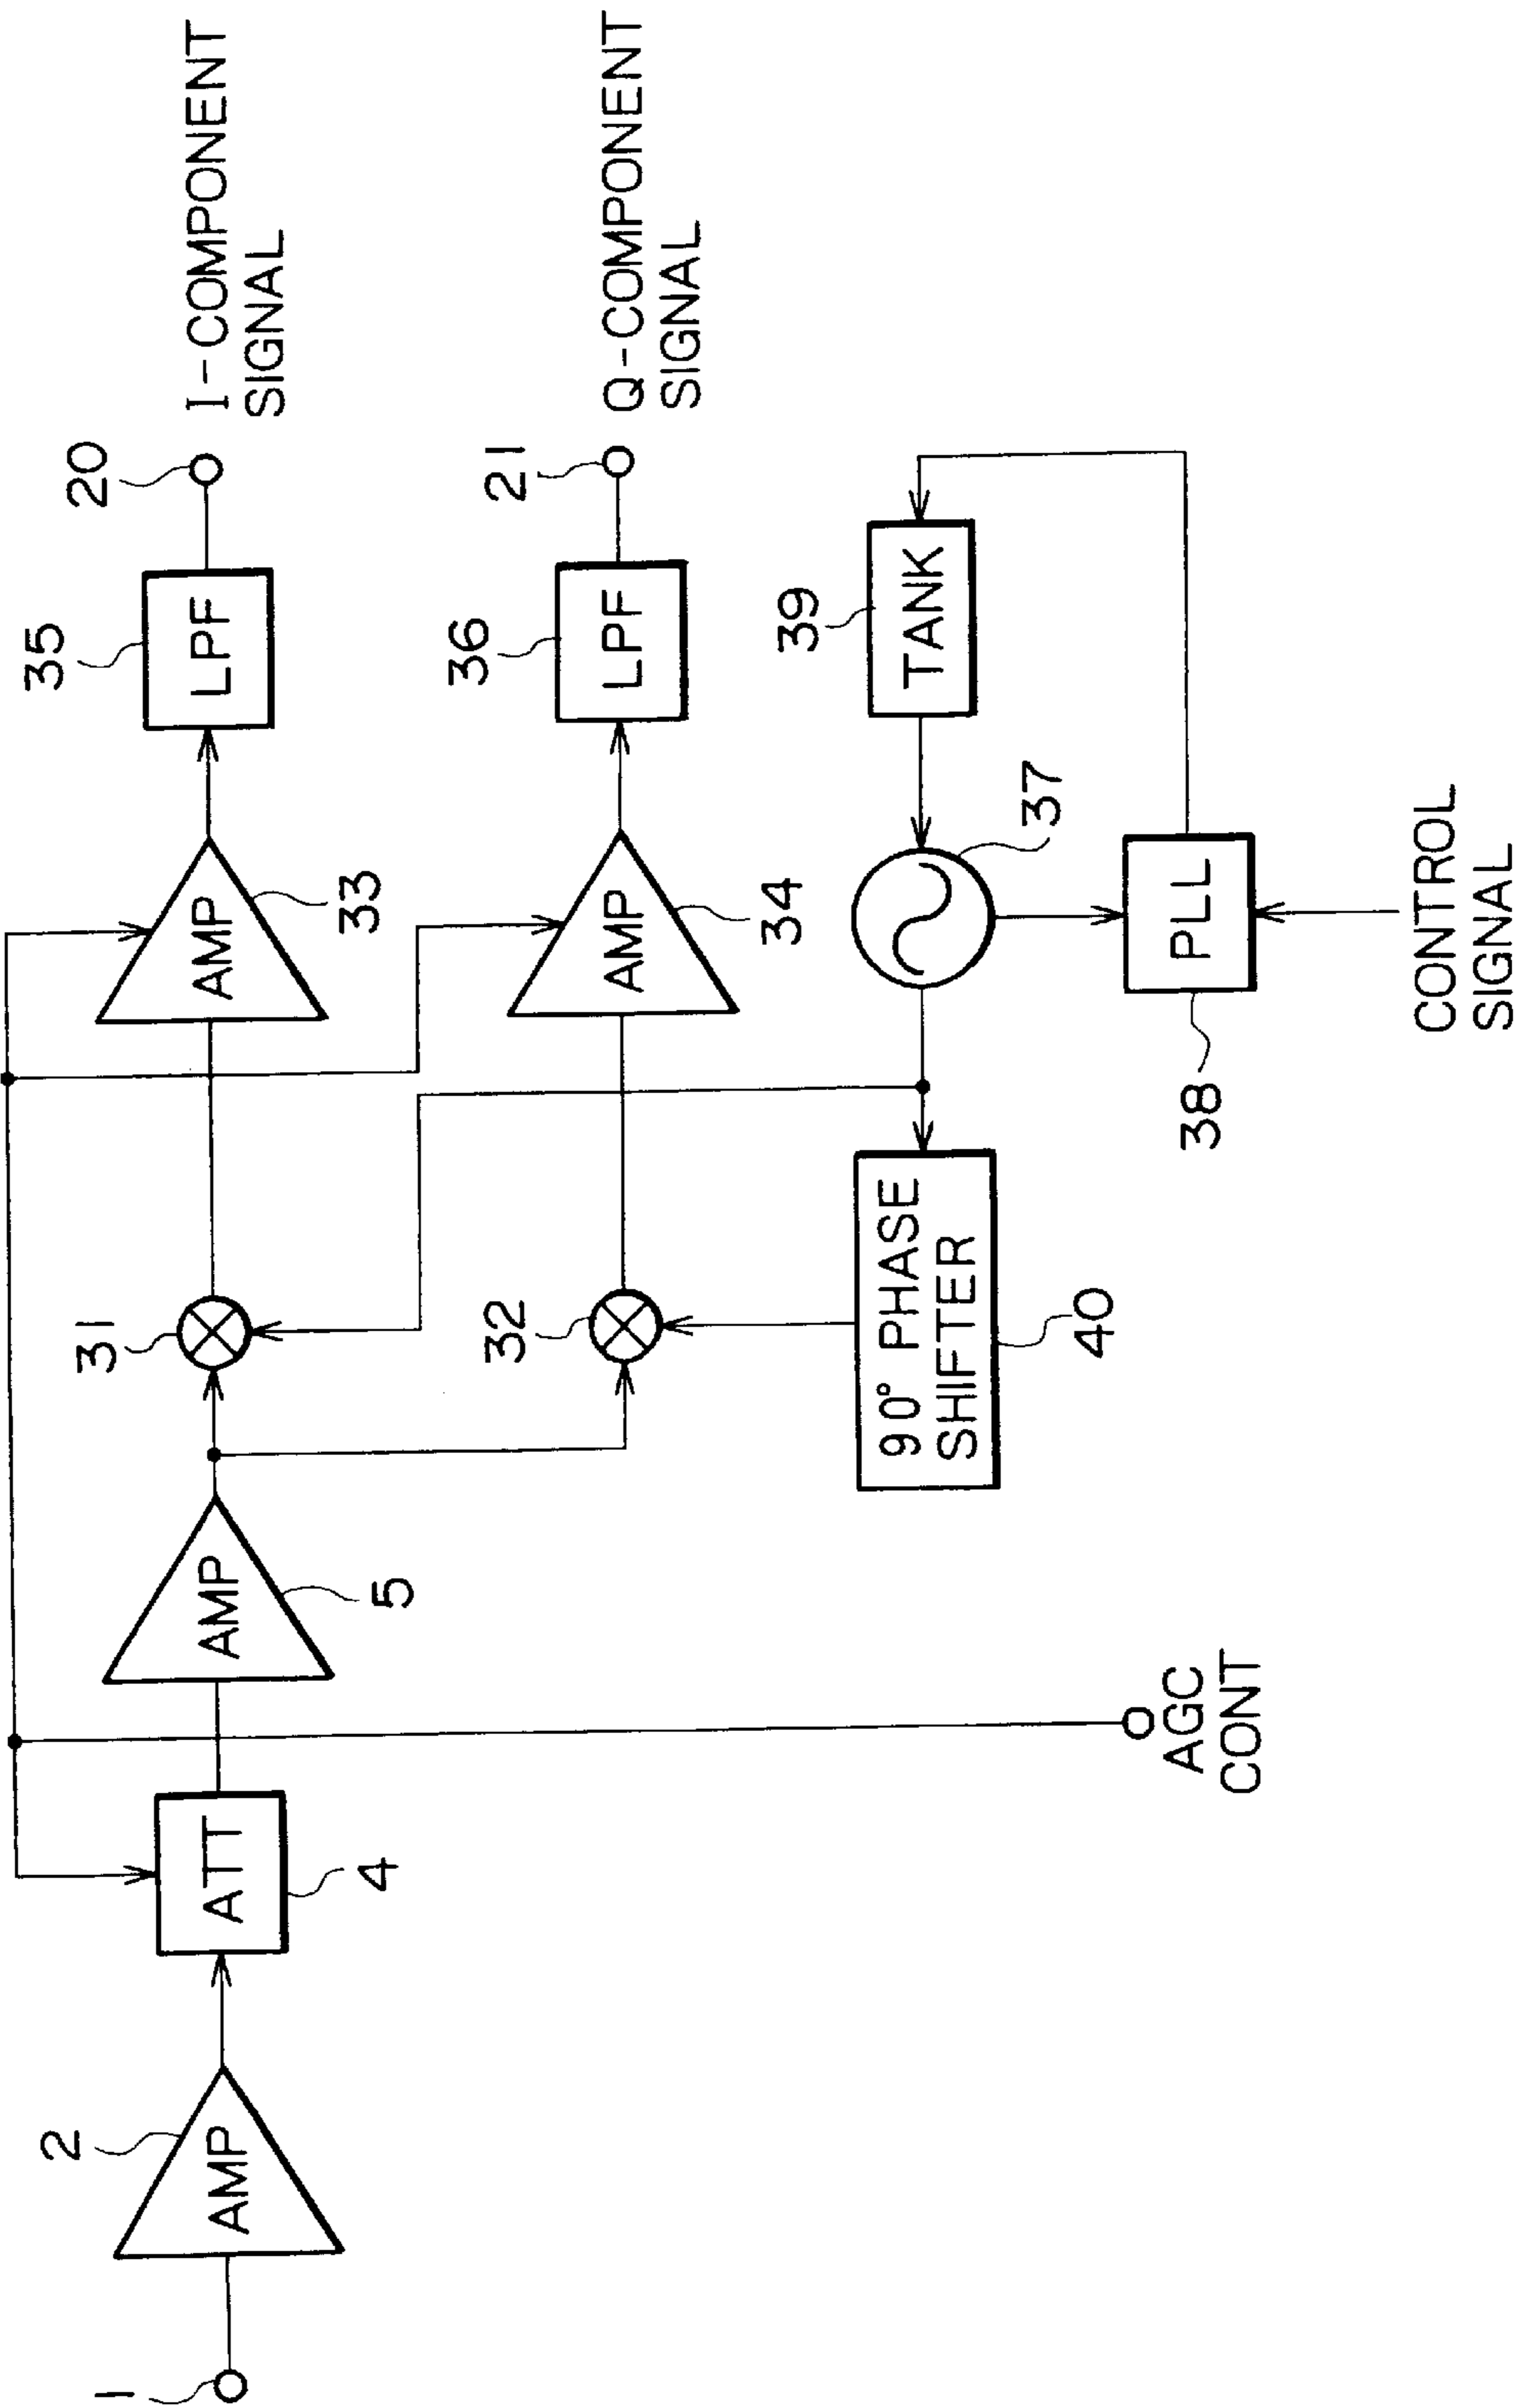 1
2
AMP
ATT
4
AMP
5
AGC
CONT
31
32
90° PHASE
SHIFTER
40
AMP
33
AMP
34
37
PLL
38
CONTROL
SIGNAL
TANK
39
35
LPF
36
LPF
20
21
I-COMPONENT
SIGNAL
Q-COMPONENT
SIGNAL